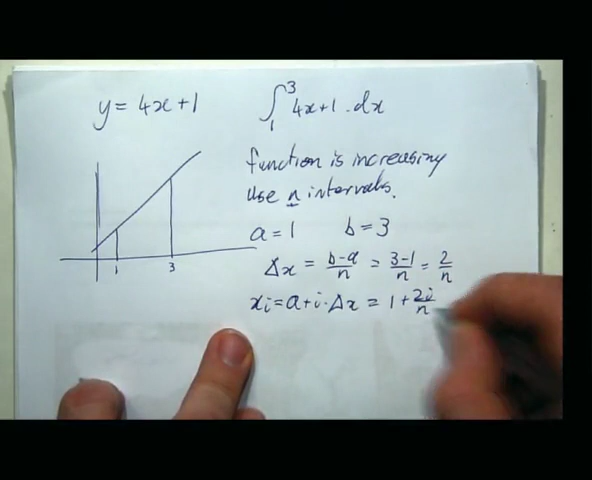 y = 4x+1
∫₁³ 4x+1 . dx
function is increasing
use n intervals.
a = 1 b = 3
Δx = b-a/n = 3-1/n = 2/n
xi = a+i·Δx = 1 + 2i/n
1 3